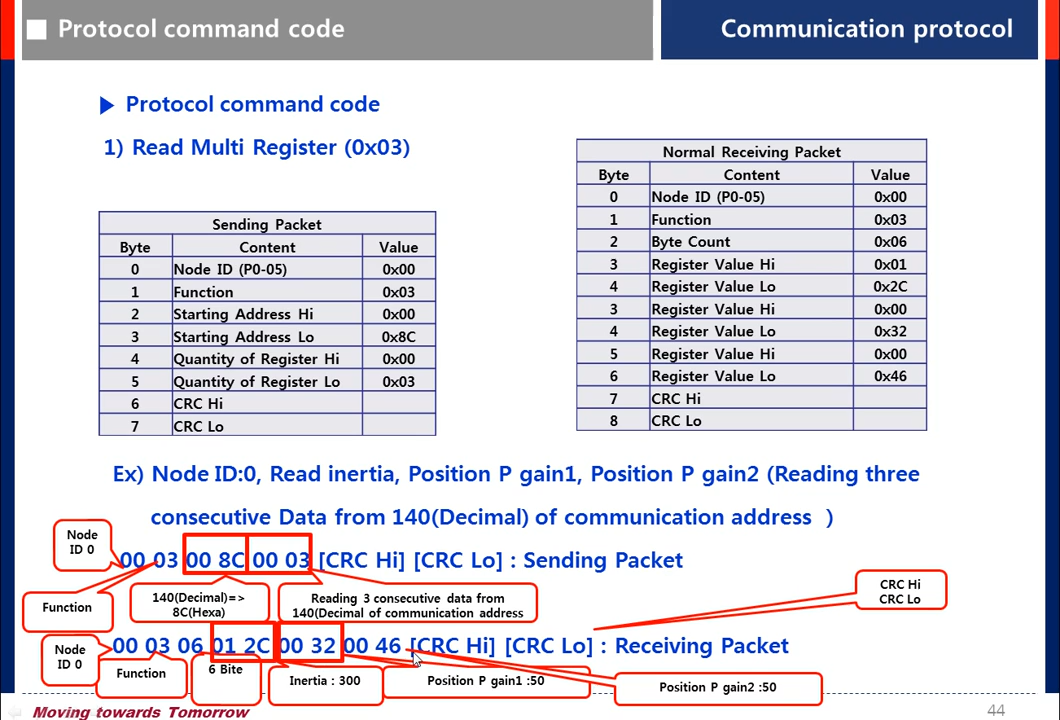 Protocol command code
Communication protocol
Protocol command code
1) Read Multi Register (0x03)
Sending Packet
Byte Content Value
0 Node ID (P0-05) 0x00
1 Function 0x03
2 Starting Address Hi 0x00
3 Starting Address Lo 0x8C
4 Quantity of Register Hi 0x00
5 Quantity of Register Lo 0x03
6 CRC Hi
7 CRC Lo
Normal Receiving Packet
Byte Content Value
0 Node ID (P0-05) 0x00
1 Function 0x03
2 Byte Count 0x06
3 Register Value Hi 0x01
4 Register Value Lo 0x2C
3 Register Value Hi 0x00
4 Register Value Lo 0x32
5 Register Value Hi 0x00
6 Register Value Lo 0x46
7 CRC Hi
8 CRC Lo
Ex) Node ID:0, Read inertia, Position P gain1, Position P gain2 (Reading three
consecutive Data from 140(Decimal) of communication address )
Node
ID 0
00 03 00 8C 00 03 [CRC Hi] [CRC Lo] : Sending Packet
Function
140(Decimal)=>
8C(Hexa)
Reading 3 consecutive data from
140(Decimal of communication address
CRC Hi
CRC Lo
Node
ID 0
00 03 06 01 2C 00 32 00 46 [CRC Hi] [CRC Lo] : Receiving Packet
Function
6 Bite
Inertia : 300
Position P gain1 :50
Position P gain2 :50
Moving towards Tomorrow
44